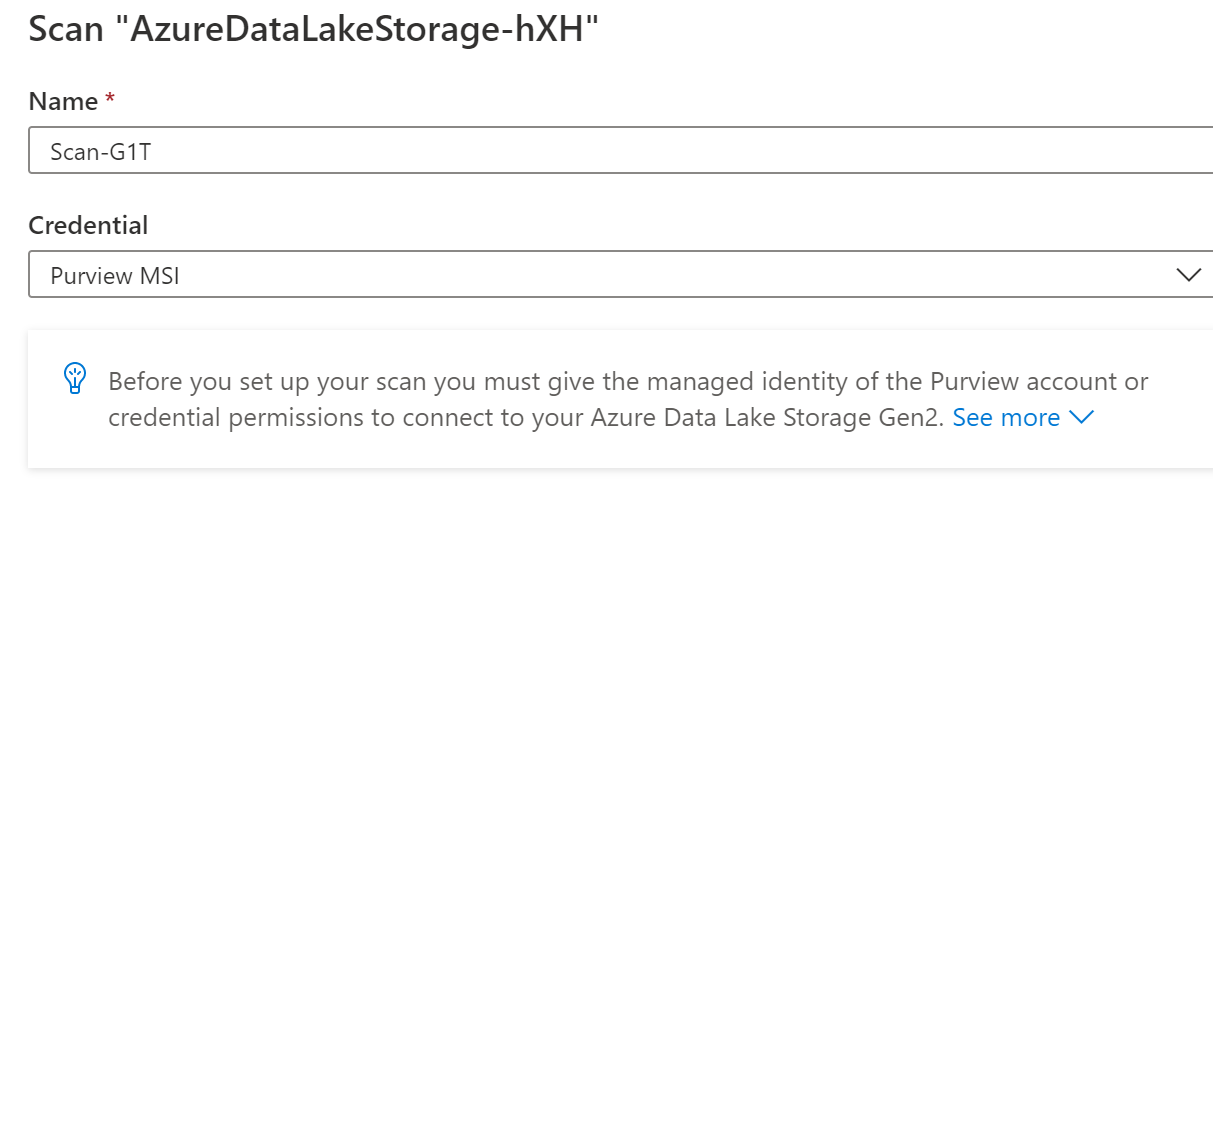 Scan "AzureDataLakeStorage-hXH"
Name *
Scan-G1T
Credential
Purview MSI
Before you set up your scan you must give the managed identity of the Purview account or
credential permissions to connect to your Azure Data Lake Storage Gen2. See more